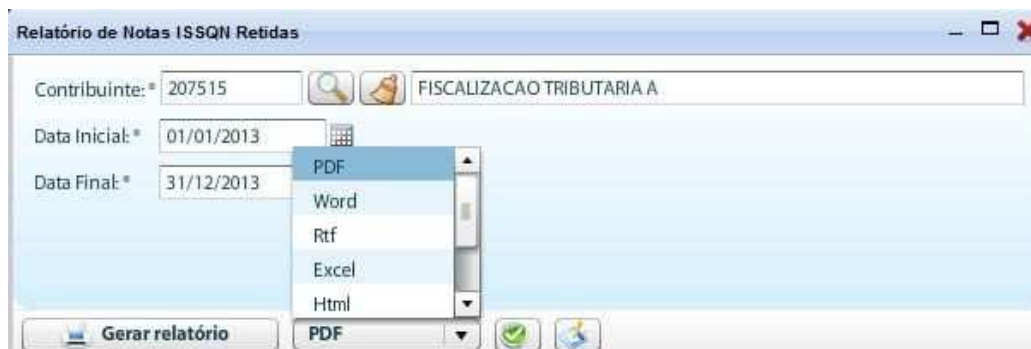 Relatório de Notas ISSQN Retidas
Contribuinte:* 207515 FISCALIZACAO TRIBUTARIA A
Data Inicial:* 01/01/2013
Data Final:* 31/12/2013
PDF
Word
Rtf
Excel
Html
Gerar relatório PDF